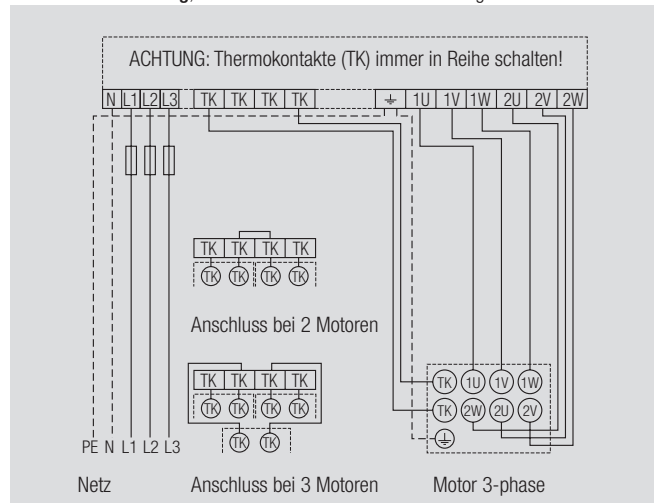 ACHTUNG: Thermokontakte (TK) immer in Reihe schalten!
N L1 L2 L3 TK TK TK TK 1U 1V 1W 2U 2V 2W
TK TK TK TK
TK TK TK TK
Anschluss bei 2 Motoren
TK TK TK TK
TK TK TK TK
TK TK
TK 1U 1V 1W
TK 2W 2U 2V
PE N L1 L2 L3
Netz Anschluss bei 3 Motoren Motor 3-phase